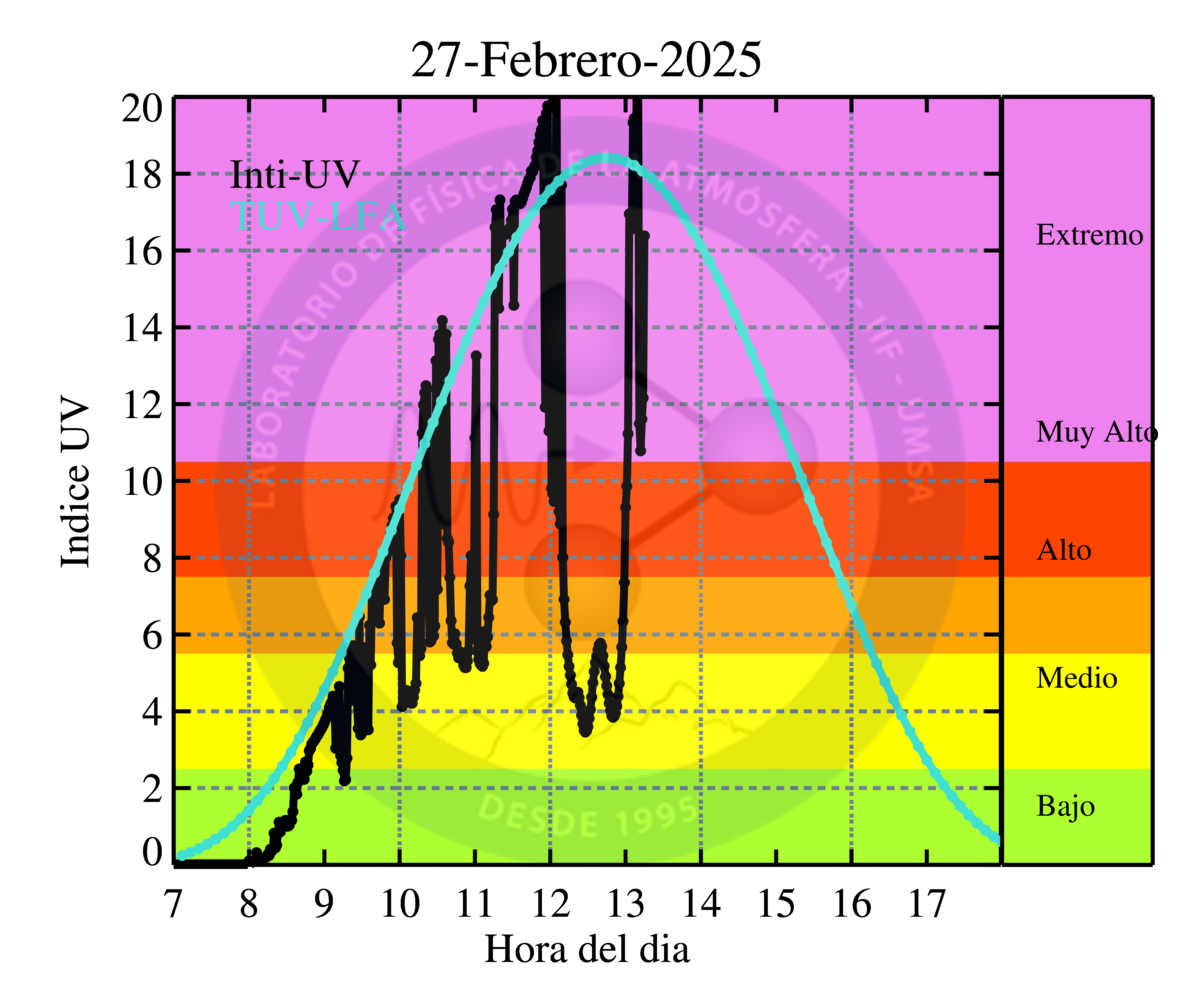 27-Febrero-2025
Inti-UV
TUV-LFA
Indice UV
20
18
16
14
12
10
8
6
4
2
0
7 8 9 10 11 12 13 14 15 16 17
Hora del dia
Extremo
Muy Alto
Alto
Medio
Bajo
LABORATORIO DE FÍSICA DE LA ATMÓSFERA - IIF - UMSA
DESDE 1995